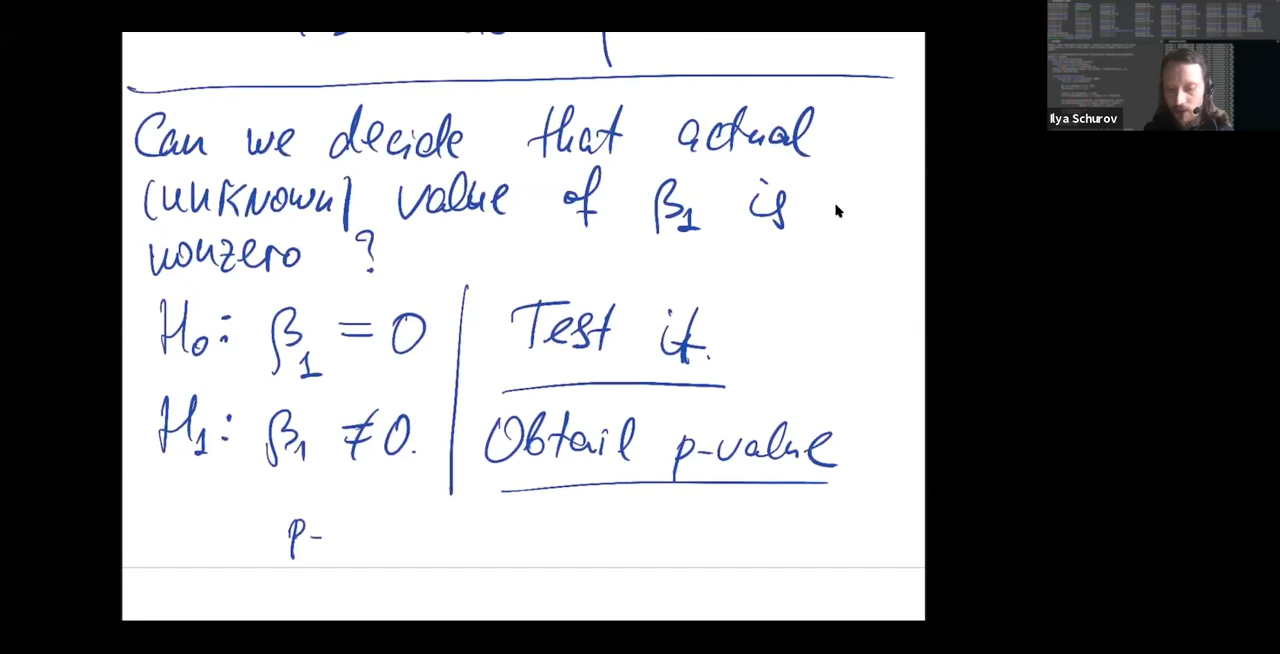 Can we decide that actual
(unknown) value of β₁ is
nonzero ?
H₀: β₁ = 0 | Test it.
H₁: β₁ ≠ 0. | Obtail p-value
p-
Ilya Schurov